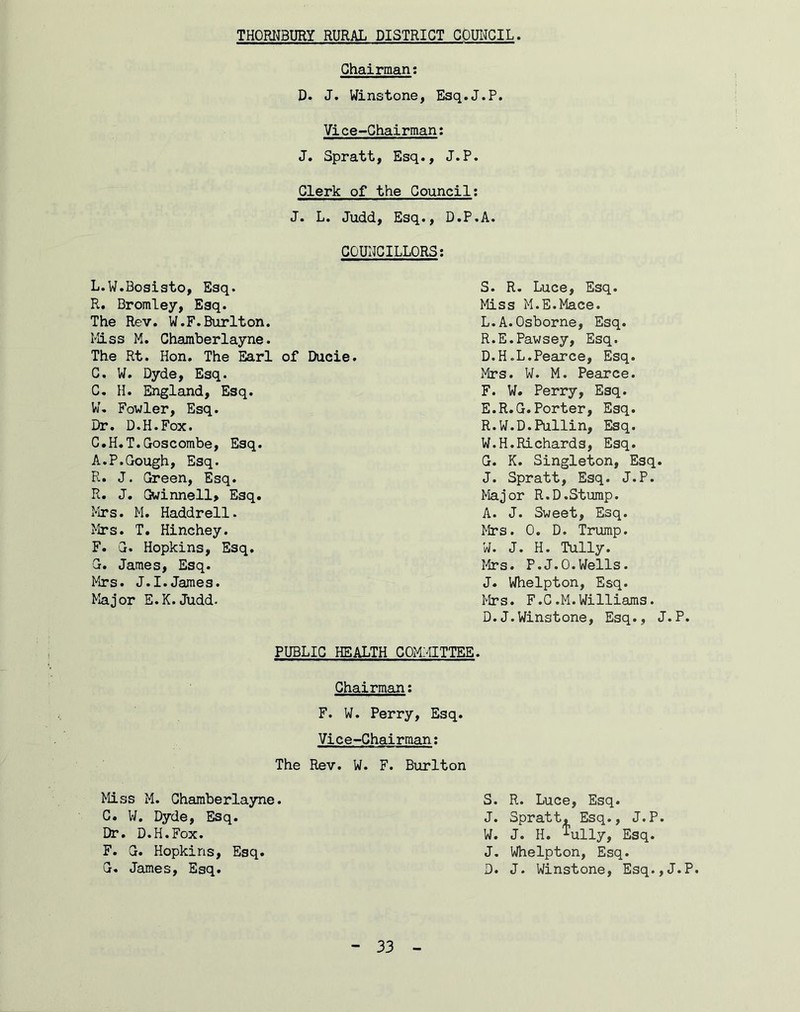 THORNBURY RURAL DISTRICT COUNCIL.
Chairman:
D. J. Winstone, Esq.J.P.
Vice-Chairman:
J. Spratt, Esq., J.P.
Clerk of the Council:
J. L. Judd, Esq., D.P.A.
COUNCILLORS:
L.W.Bosisto, Esq.
R. Bromley, Esq.
The Rev. W.F.Burlton.
Miss M. Chamberlayne.
The Rt. Hon. The Earl of Ducie.
C. W. Dyde, Esq.
C. H. England, Esq.
W. Fowler, Esq.
Dr. D.H.Fox.
C.H.T.Goscombe, Esq.
A.P.Gough, Esq.
R. J. Green, Esq.
R. J. Gwinnell, Esq.
Mrs. M. Haddrell.
Mrs. T. Hinchey.
F. G. Hopkins, Esq.
G. James, Esq.
Mrs. J.I.James.
Major E.K.Judd.
S. R. Luce, Esq.
Miss M.E.Mace.
L.A.Osborne, Esq.
R.E.Pawsey, Esq.
D.H.L.Pearce, Esq.
Mrs. W. M. Pearce.
F. W. Perry, Esq.
E.R.G.Porter, Esq.
R.W.D.Pullin, Esq.
W.H.Richards, Esq.
G. K. Singleton, Esq.
J. Spratt, Esq. J.P.
Major R.D.Stump.
A. J. Sweet, Esq.
Mrs. O. D. Trump.
W. J. H. Tully.
Mrs. P.J.O.Wells.
J. Whelpton, Esq.
Mrs. F.C.M.Williams.
D.J.Winstone, Esq., J.P.
PUBLIC HEALTH COMMITTEE.
Chairman:
F. W. Perry, Esq.
Vice-Chairman:
The Rev. W. F. Burlton
Miss M. Chamberlayne.
C. W. Dyde, Esq.
Dr. D.H.Fox.
F. G. Hopkins, Esq.
G. James, Esq.
S. R. Luce, Esq.
J. Spratt, Esq., J.P.
W. J. H. Tully, Esq.
J. Whelpton, Esq.
D. J. Winstone, Esq.,J.P.
- 33 -